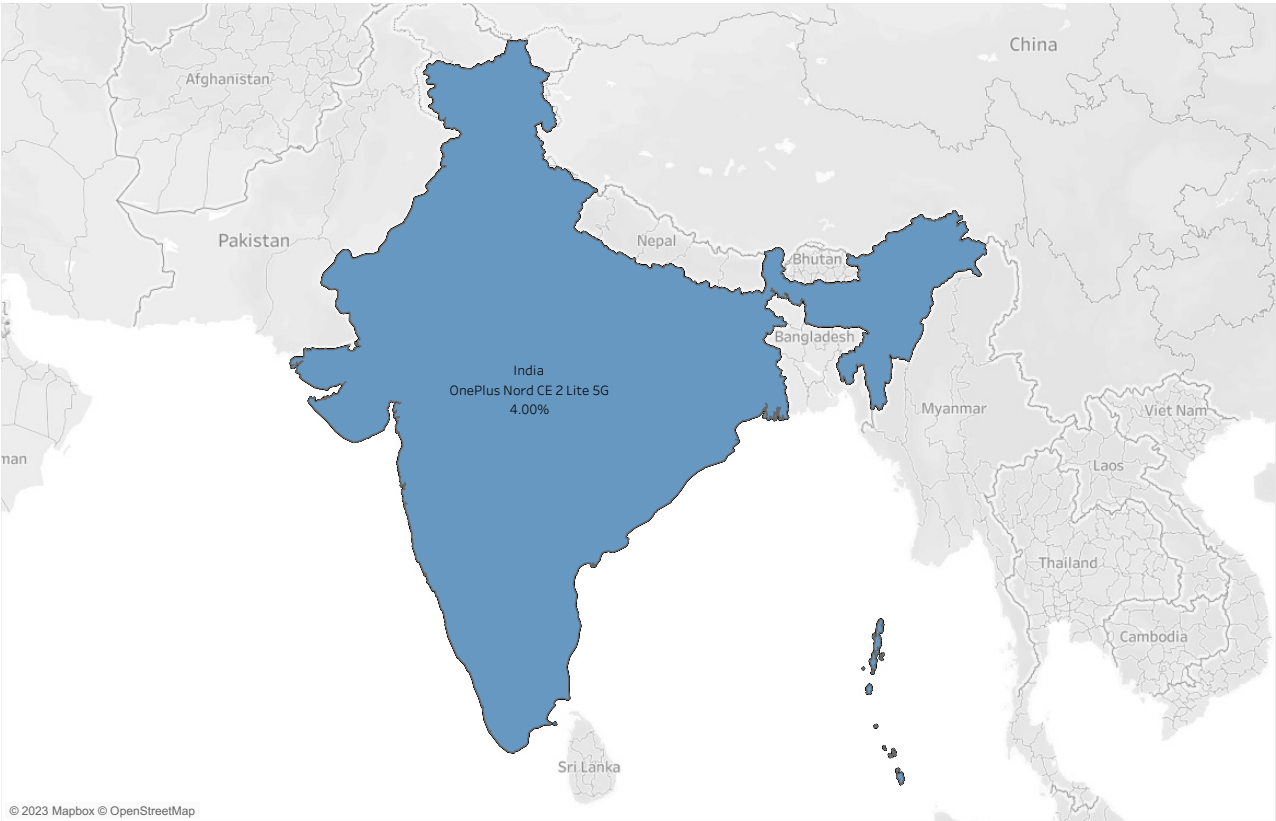 China
Afghanistan
Pakistan
Nepal
Bhutan
Bangladesh
India
OnePlus Nord CE 2 Lite 5G
4.00%
Myanmar
Viet Nam
man
Laos
Thailand
Cambodia
Sri Lanka
© 2023 Mapbox © OpenStreetMap